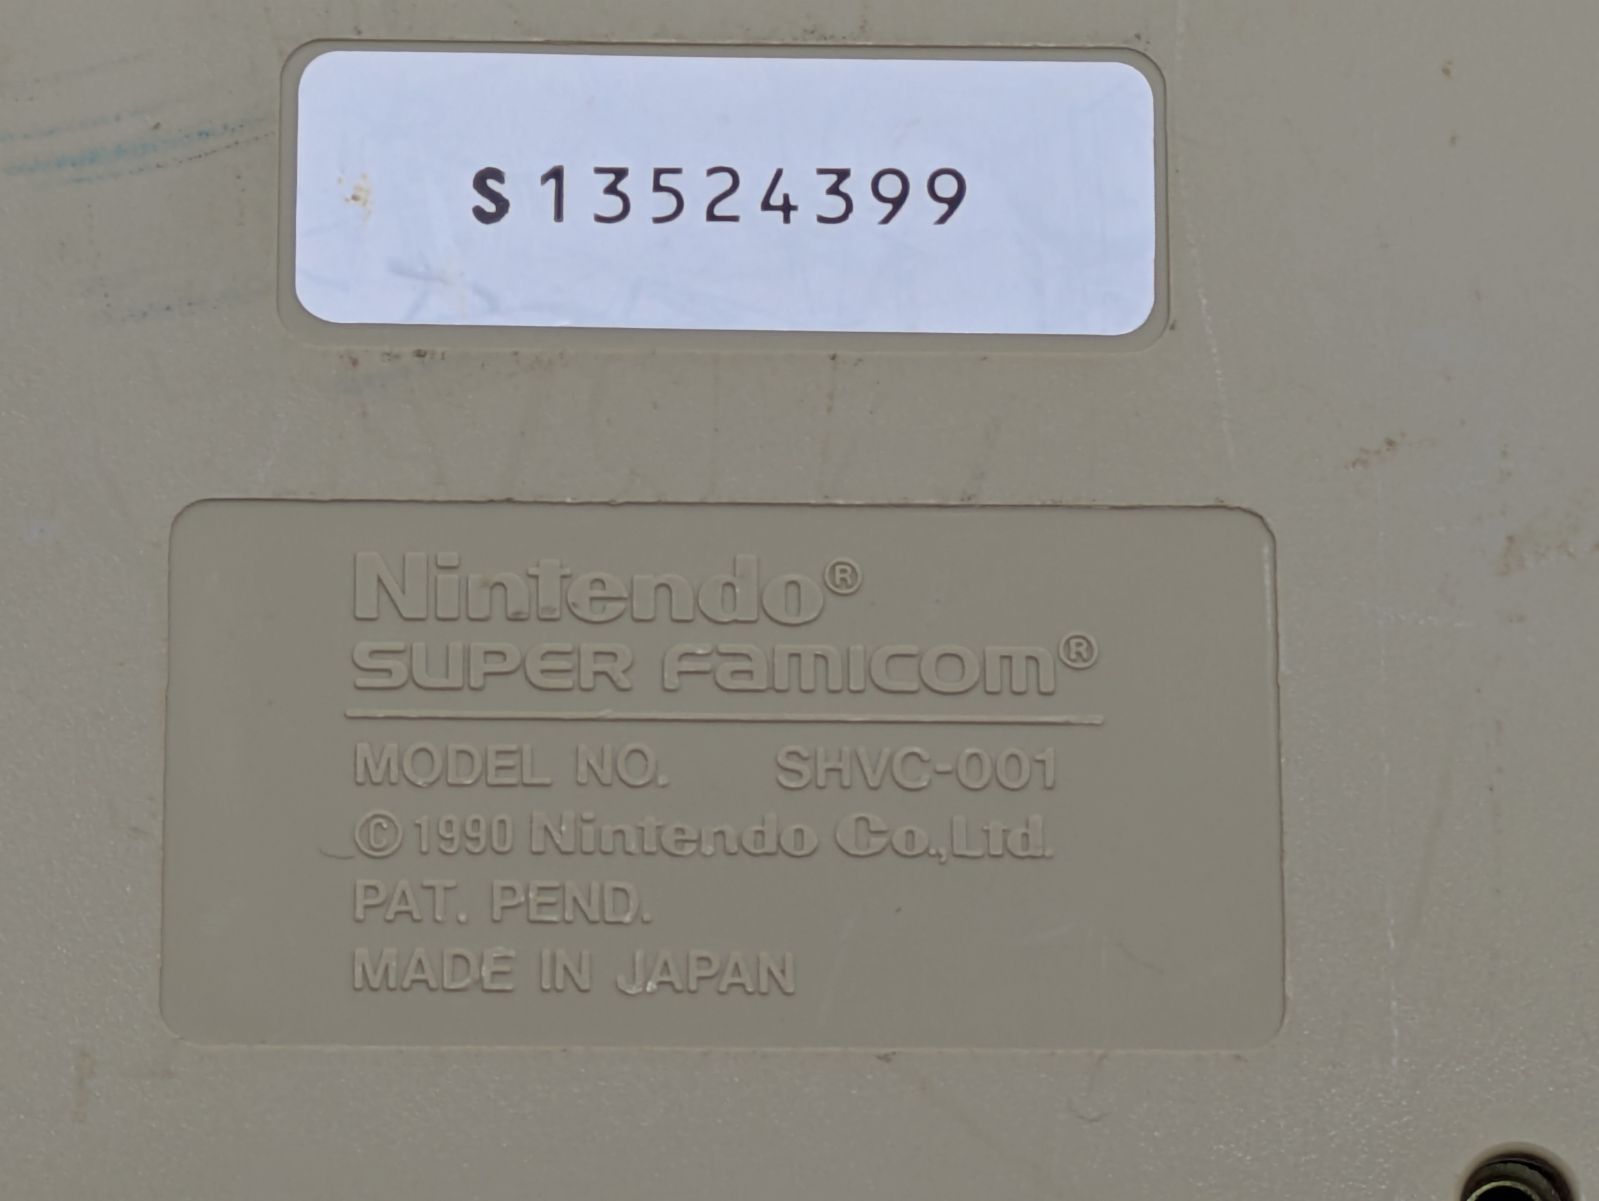 S13524399
Nintendo®
SUPER FAMICOM®
MODEL NO. SHVC-001
©1990 Nintendo Co.,Ltd.
PAT. PEND.
MADE IN JAPAN